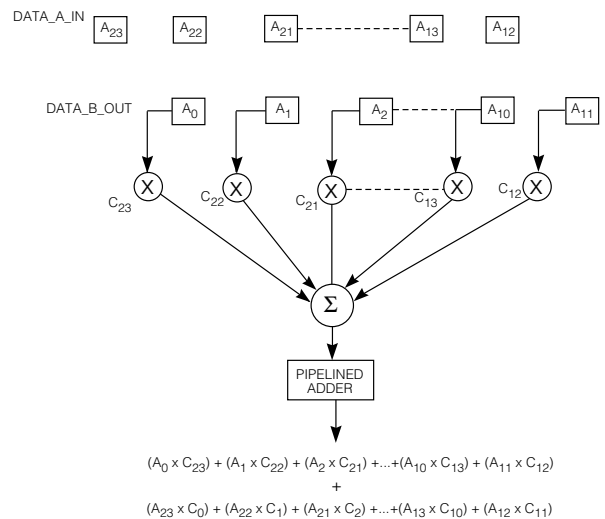 DATA_A_IN A23 A22 A21 A13 A12
DATA_B_OUT A0 A1 A2 A10 A11
X X X X X
C23 C22 C21 C13 C12
Σ
PIPELINED
ADDER
(A0 x C23) + (A1 x C22) + (A2 x C21) +...+(A10 x C13) + (A11 x C12)
+
(A23 x C0) + (A22 x C1) + (A21 x C2) +...+(A13 x C10) + (A12 x C11)